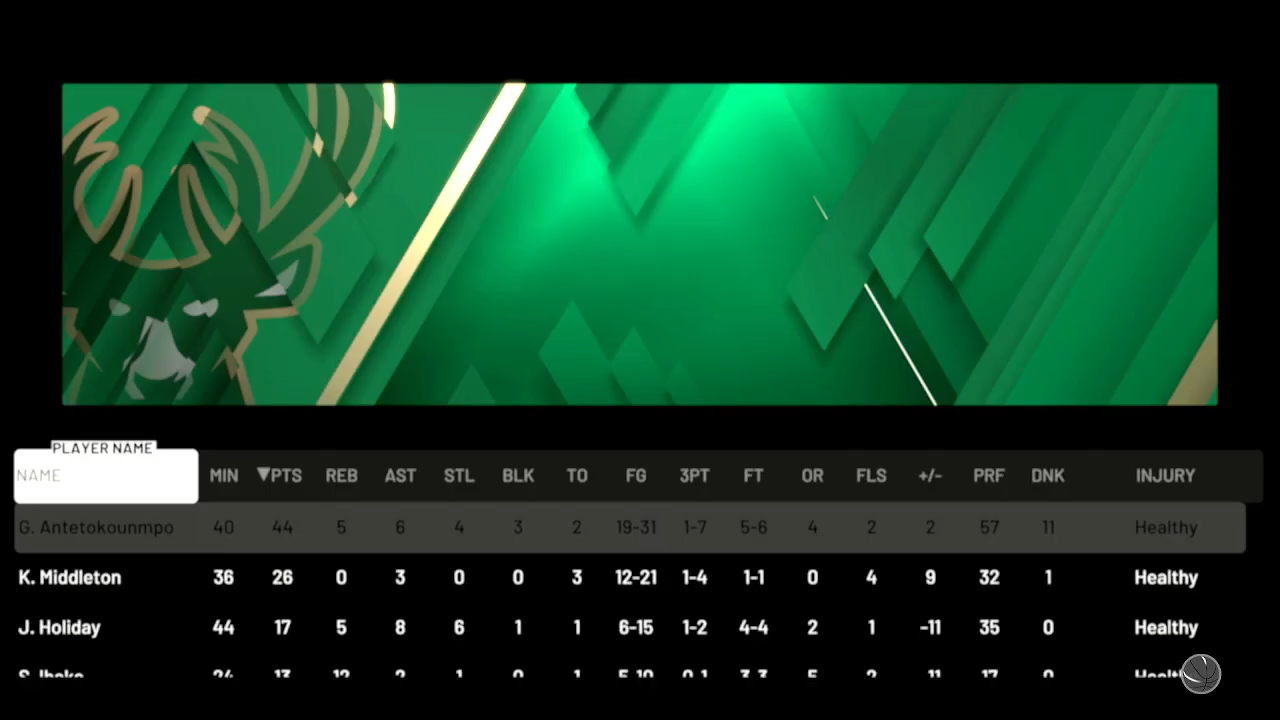 PLAYER NAME
NAME MIN ▼PTS REB AST STL BLK TO FG 3PT FT OR FLS +/- PRF DNK INJURY
G. Antetokounmpo 40 44 5 6 4 3 2 19-31 1-7 5-6 4 2 2 57 11 Healthy
K. Middleton 36 26 0 3 0 0 3 12-21 1-4 1-1 0 4 9 32 1 Healthy
J. Holiday 44 17 5 8 6 1 1 6-15 1-2 4-4 2 1 -11 35 0 Healthy